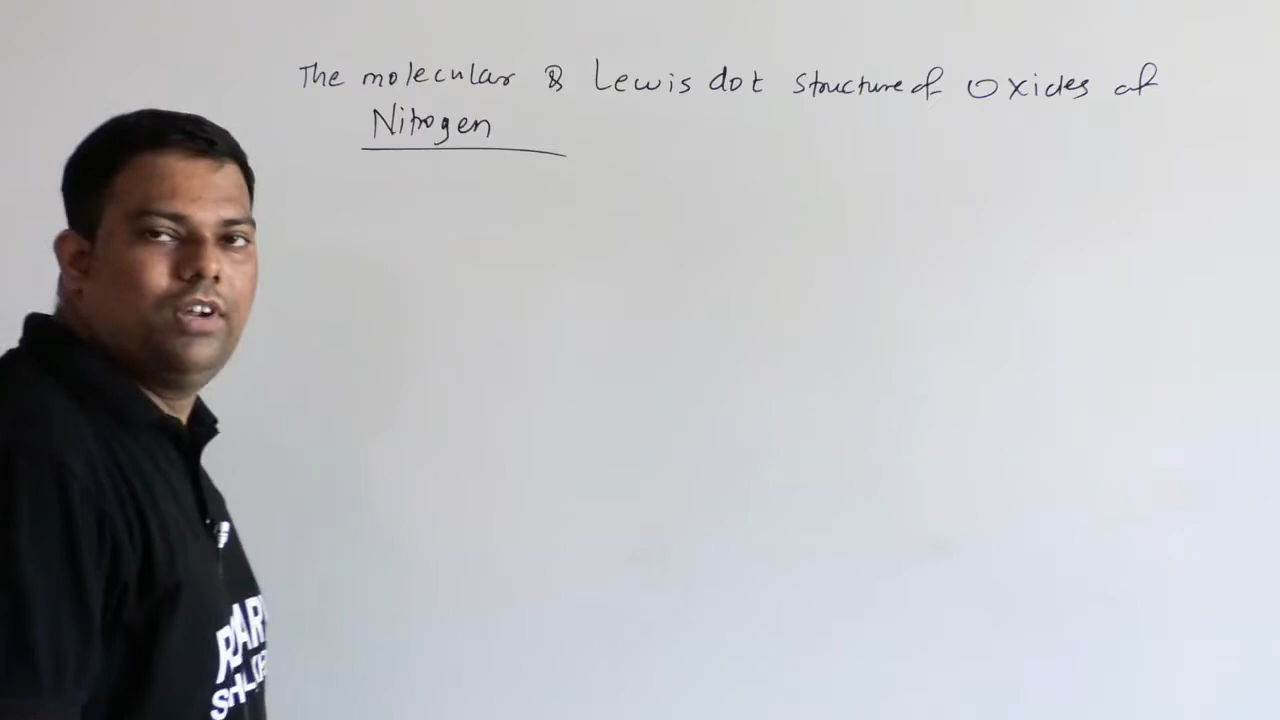 The molecular & Lewis dot structure of Oxides of
Nitrogen